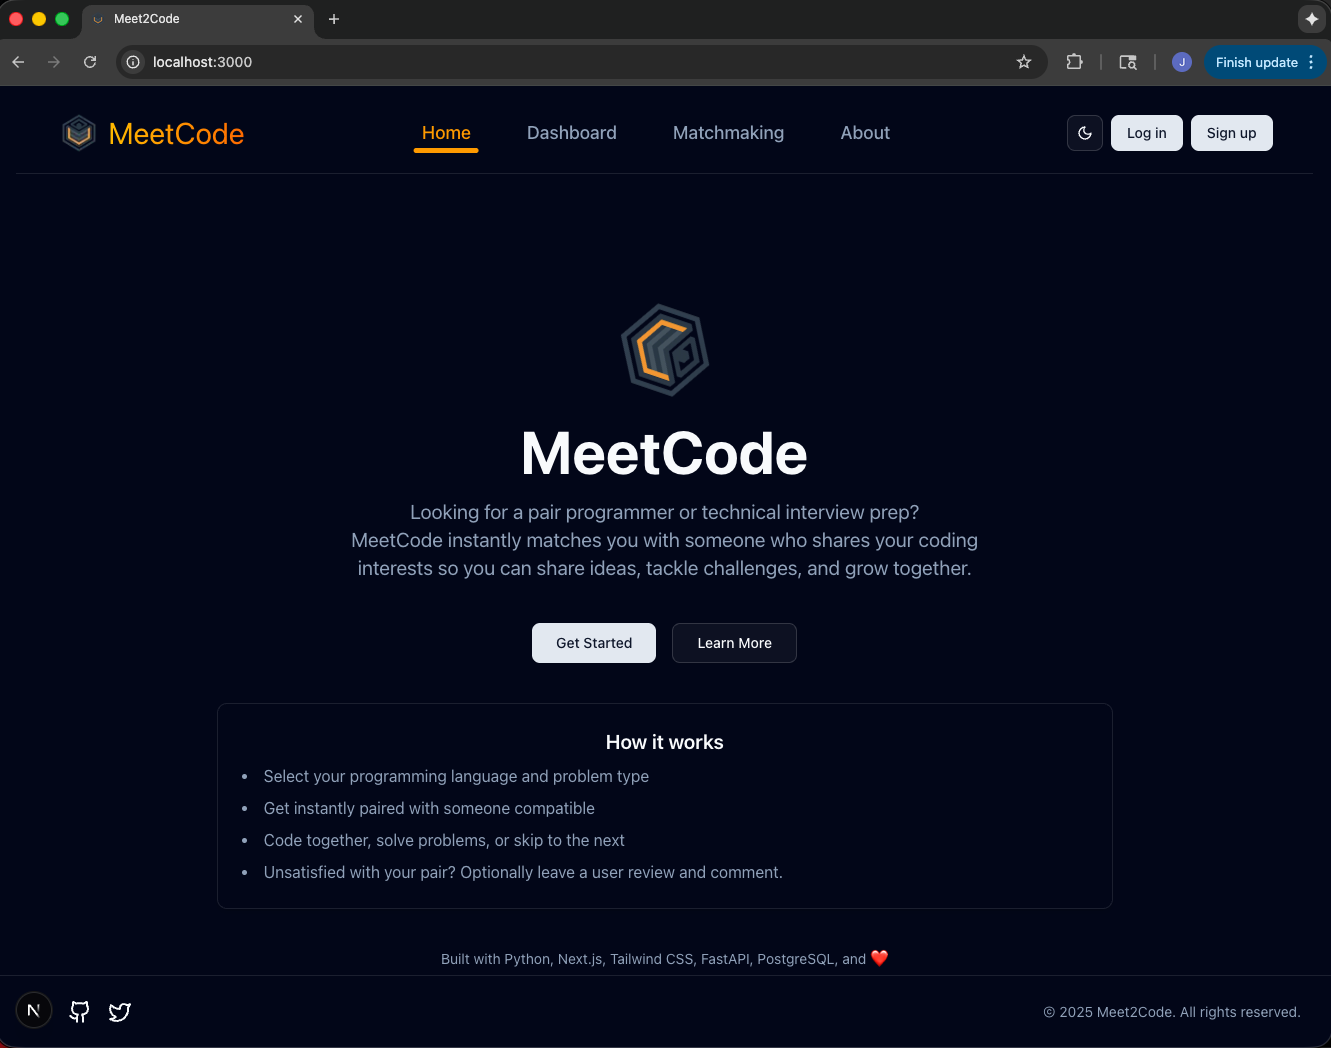 Meet2Code
localhost:3000
J
Finish update
MeetCode
Home
Dashboard
Matchmaking
About
Log in
Sign up
MeetCode
Looking for a pair programmer or technical interview prep?
MeetCode instantly matches you with someone who shares your coding
interests so you can share ideas, tackle challenges, and grow together.
Get Started
Learn More
How it works
• Select your programming language and problem type
• Get instantly paired with someone compatible
• Code together, solve problems, or skip to the next
• Unsatisfied with your pair? Optionally leave a user review and comment.
Built with Python, Next.js, Tailwind CSS, FastAPI, PostgreSQL, and ❤️
N
© 2025 Meet2Code. All rights reserved.